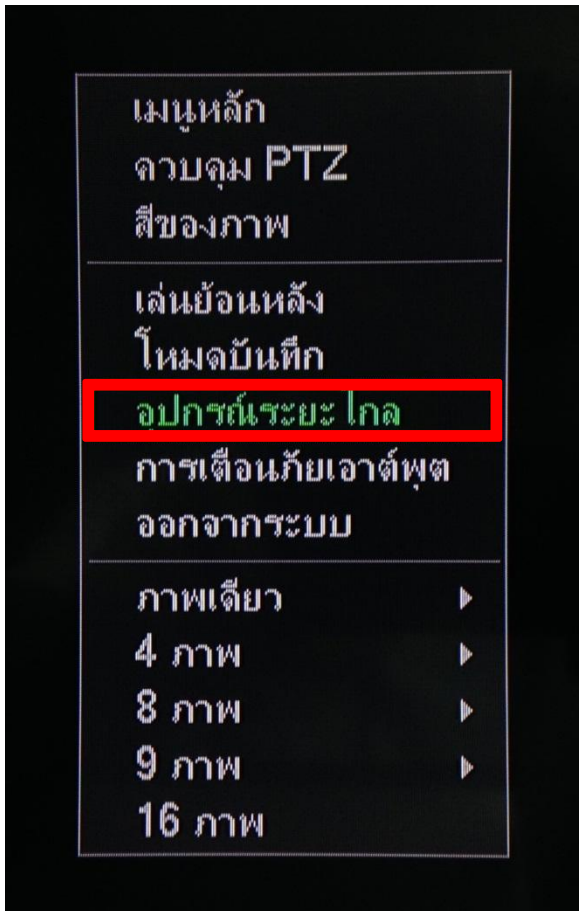 เมนูหลัก
ควบคุม PTZ
สีของภาพ
เล่นย้อนหลัง
โหมดบันทึก
อุปกรณ์ระยะไกล
การเตือนภัยเอาต์พุต
ออกจากระบบ
ภาพเดียว
4 ภาพ
8 ภาพ
9 ภาพ
16 ภาพ